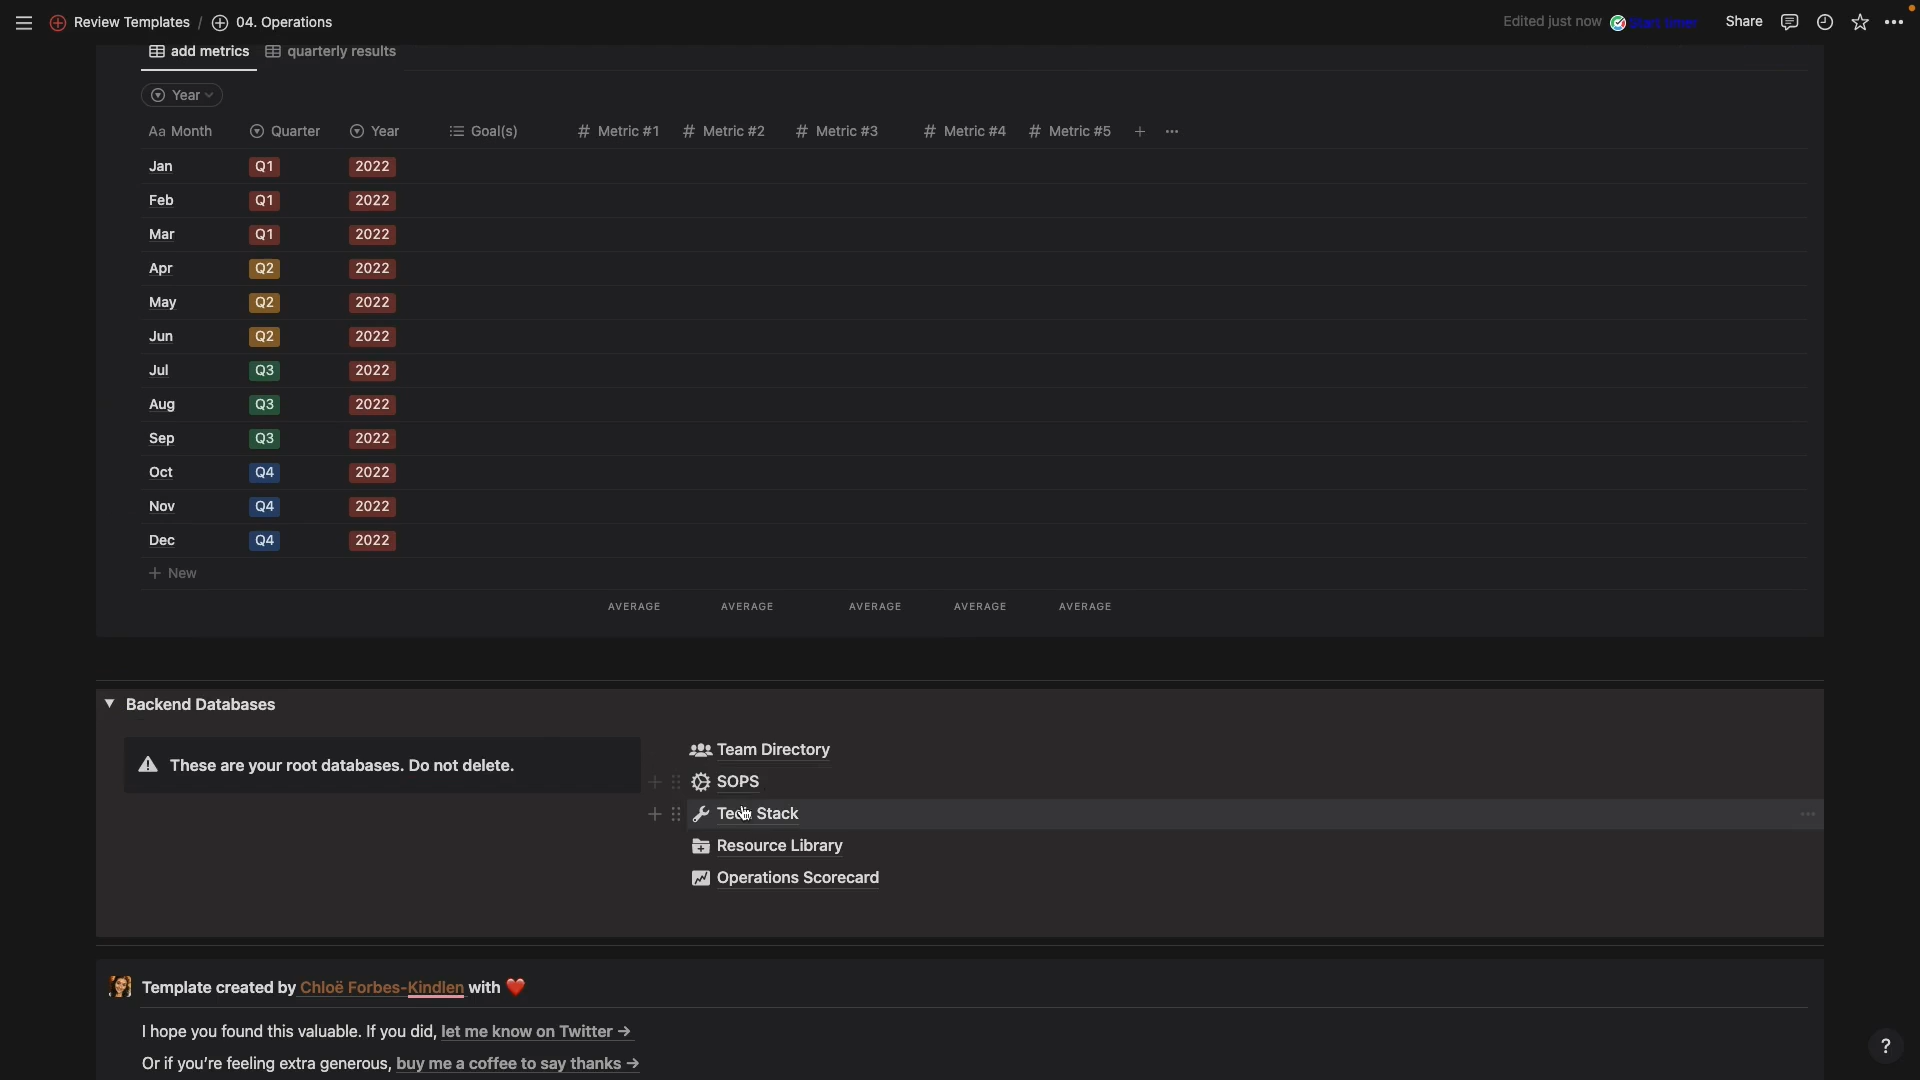 Review Templates / 04. Operations Edited just now Share
add metrics quarterly results
Year
Aa Month Quarter Year Goal(s) # Metric #1 # Metric #2 # Metric #3 # Metric #4 # Metric #5 + ...
Jan Q1 2022
Feb Q1 2022
Mar Q1 2022
Apr Q2 2022
May Q2 2022
Jun Q2 2022
Jul Q3 2022
Aug Q3 2022
Sep Q3 2022
Oct Q4 2022
Nov Q4 2022
Dec Q4 2022
+ New
AVERAGE AVERAGE AVERAGE AVERAGE AVERAGE
Backend Databases
Team Directory
These are your root databases. Do not delete.
SOPS
Tech Stack
Resource Library
Operations Scorecard
Template created by Chloë Forbes-Kindlen with ❤️
I hope you found this valuable. If you did, let me know on Twitter →
Or if you're feeling extra generous, buy me a coffee to say thanks →
?